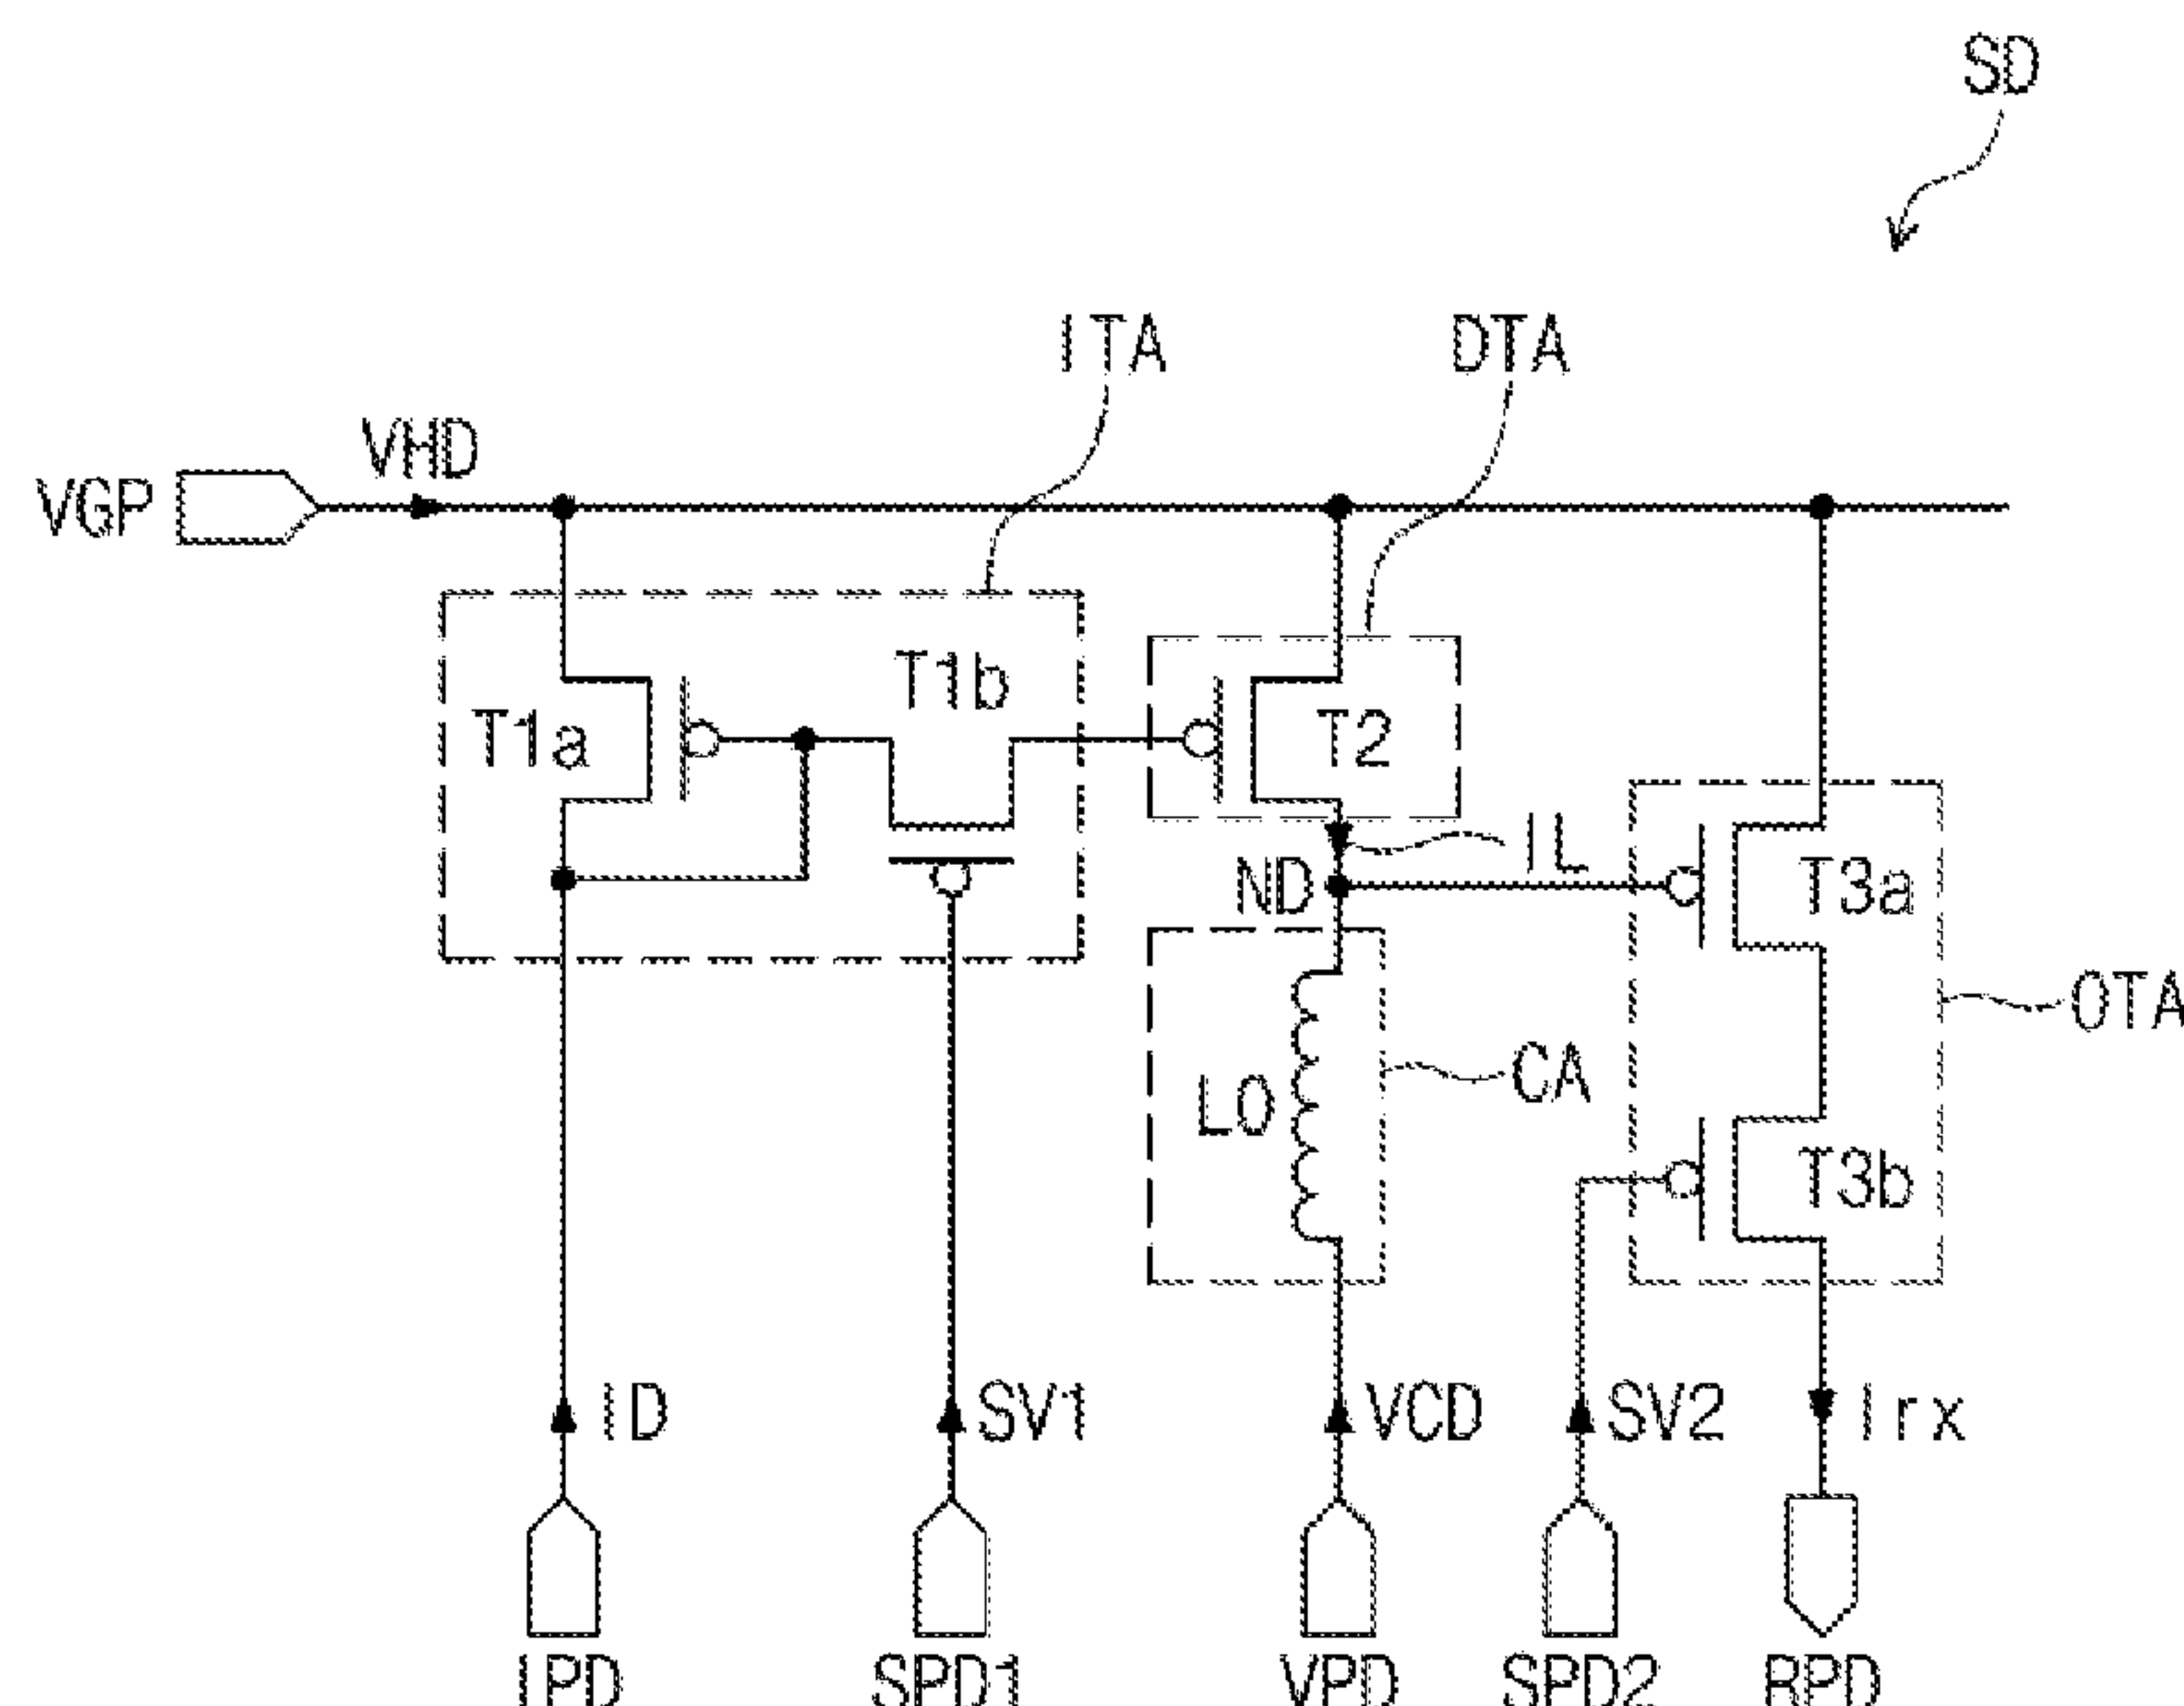 SD
ITA
DTA
VHD
VGP
T1b
T1a
T2
IL
ND
T3a
OTA
CA
L0
T3b
ID
SV1
VCD
SV2
Irx
IPD
SPD1
VPD
SPD2
RPD